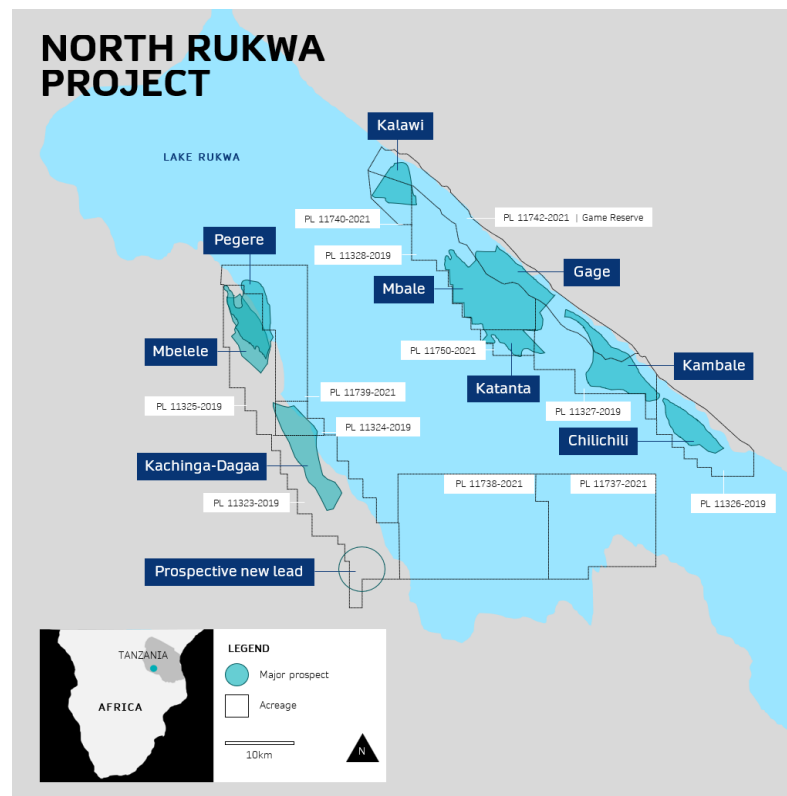 NORTH RUKWA
PROJECT
Kalawi
LAKE RUKWA
PL 11740-2021
PL 11742-2021 | Game Reserve
Pegere
PL 11328-2019
Gage
Mbale
Mbelele
PL 11750-2021
Kambale
Katanta
PL 11739-2021
PL 11325-2019
PL 11327-2019
PL 11324-2019
Chilichili
Kachinga-Dagaa
PL 11738-2021
PL 11737-2021
PL 11323-2019
PL 11326-2019
Prospective new lead
TANZANIA
AFRICA
LEGEND
Major prospect
Acreage
10km
N